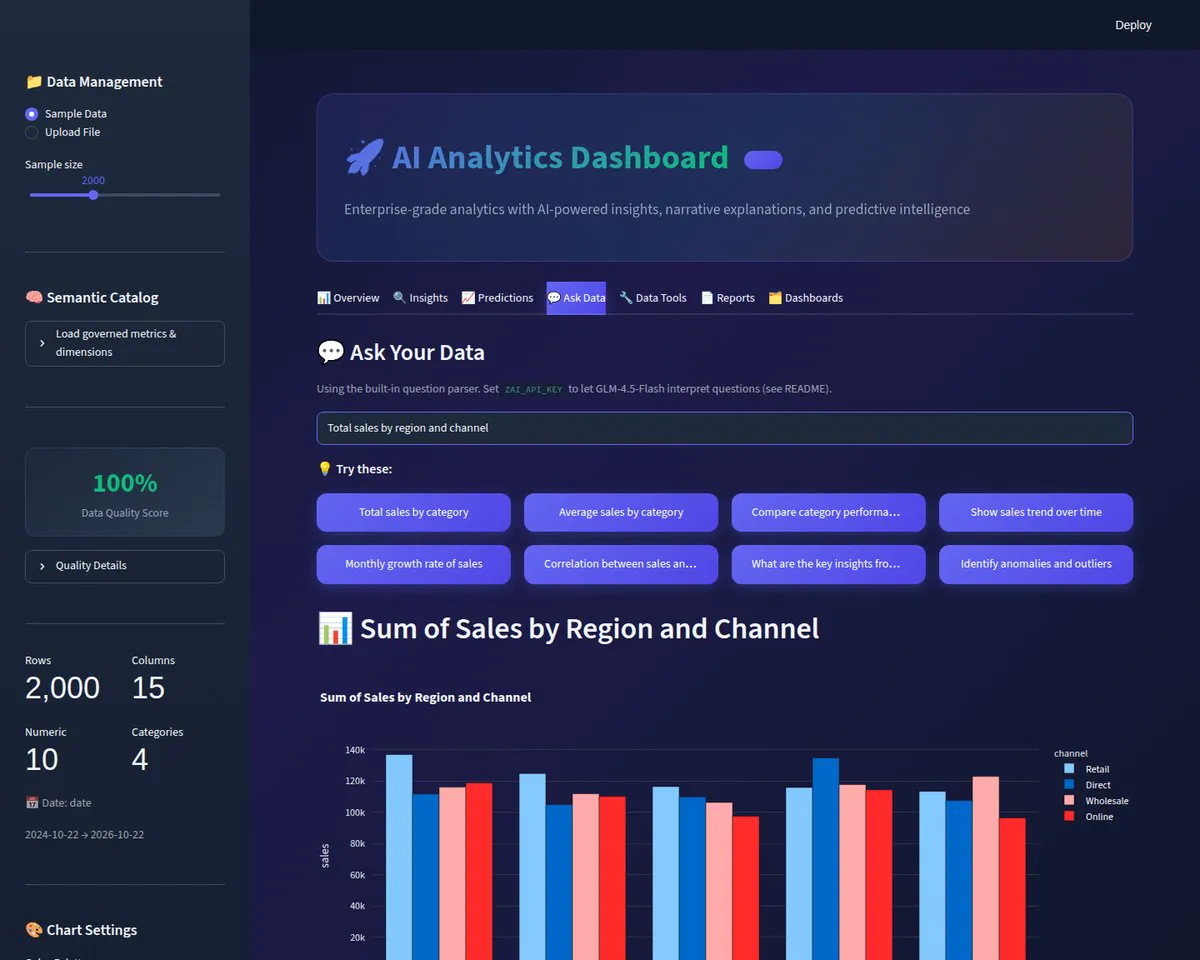 Deploy
📁 Data Management
Sample Data
Upload File
Sample size
2000
🧠 Semantic Catalog
Load governed metrics &
dimensions
100%
Data Quality Score
Quality Details
Rows
Columns
2,000
15
Numeric
Categories
10
4
📅 Date: date
2024-10-22 → 2026-10-22
🎨 Chart Settings
🚀 AI Analytics Dashboard
Enterprise-grade analytics with AI-powered insights, narrative explanations, and predictive intelligence
📊 Overview 🔍 Insights 📈 Predictions 💬 Ask Data 🔧 Data Tools 📄 Reports 🗂️ Dashboards
💬 Ask Your Data
Using the built-in question parser. Set ZAI_API_KEY to let GLM-4.5-Flash interpret questions (see README).
Total sales by region and channel
💡 Try these:
Total sales by category
Average sales by category
Compare category performa...
Show sales trend over time
Monthly growth rate of sales
Correlation between sales an...
What are the key insights fro...
Identify anomalies and outliers
📊 Sum of Sales by Region and Channel
Sum of Sales by Region and Channel
140k
120k
100k
80k
60k
40k
20k
sales
channel
Retail
Direct
Wholesale
Online